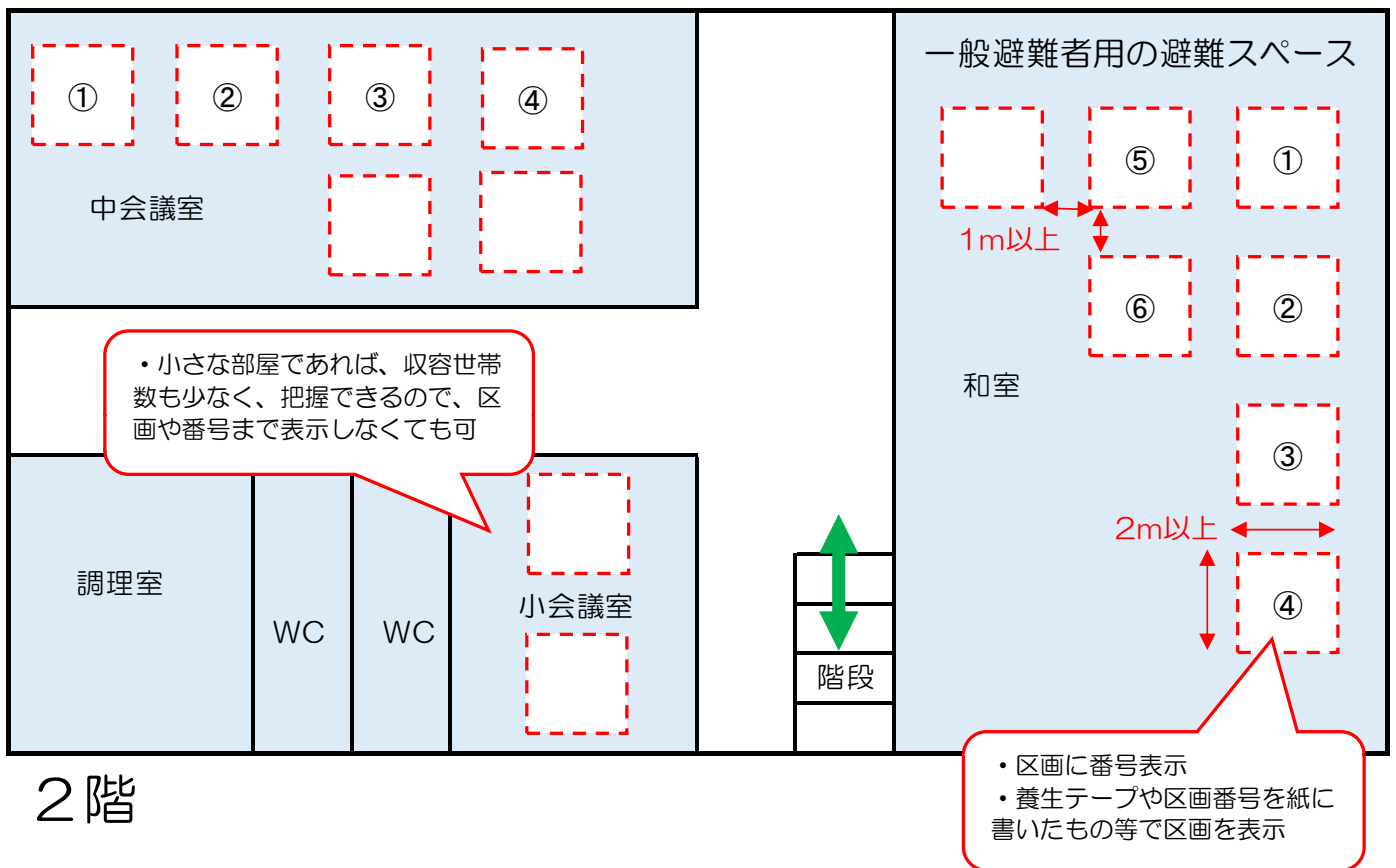 ① ② ③ ④
中会議室
・小さな部屋であれば、収容世帯
数も少なく、把握できるので、区
画や番号まで表示しなくても可
調理室
WC
WC
小会議室
階段
一般避難者用の避難スペース
⑤ ①
1m以上
⑥ ②
和室
③
2m以上
④
・区画に番号表示
・養生テープや区画番号を紙に
書いたもの等で区画を表示
2階